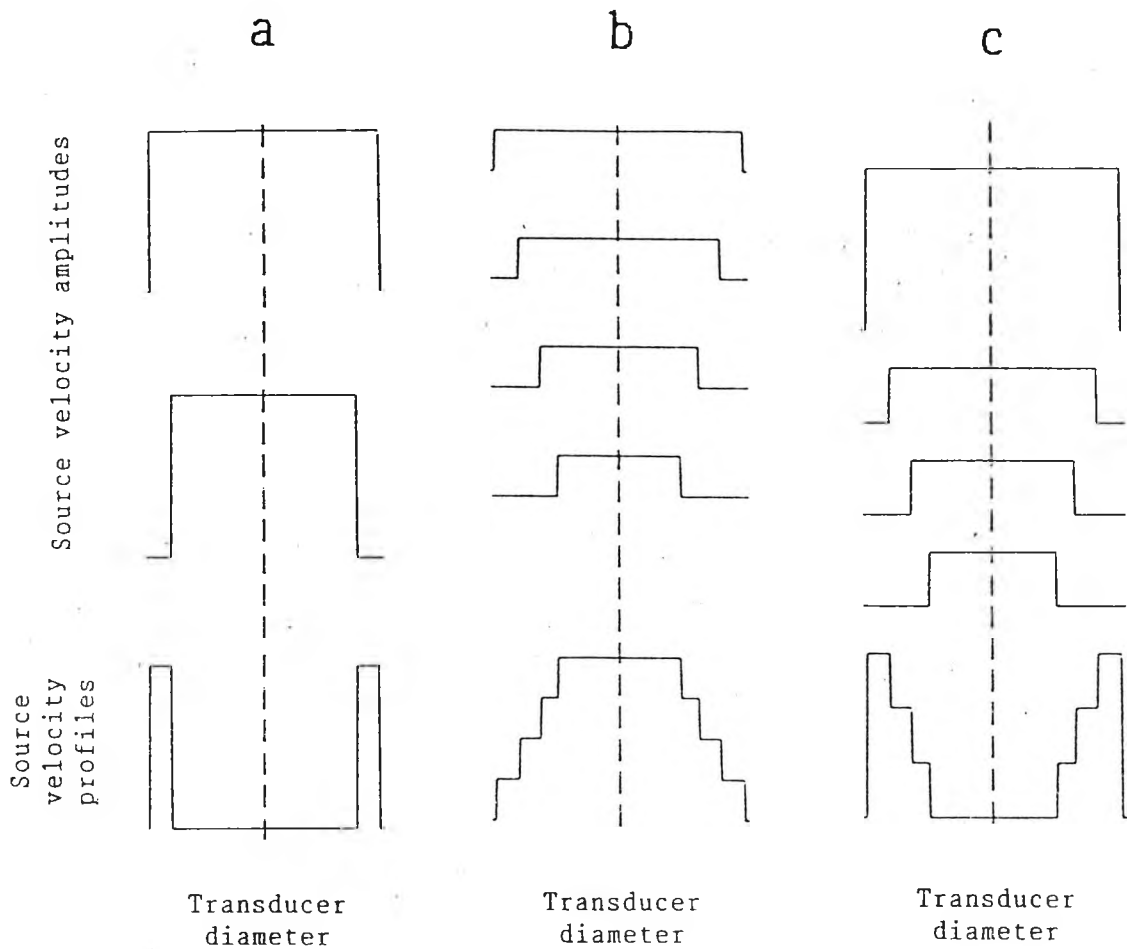 a
b
c
Source velocity amplitudes
Source
velocity
profiles
Transducer
diameter
Transducer
diameter
Transducer
diameter